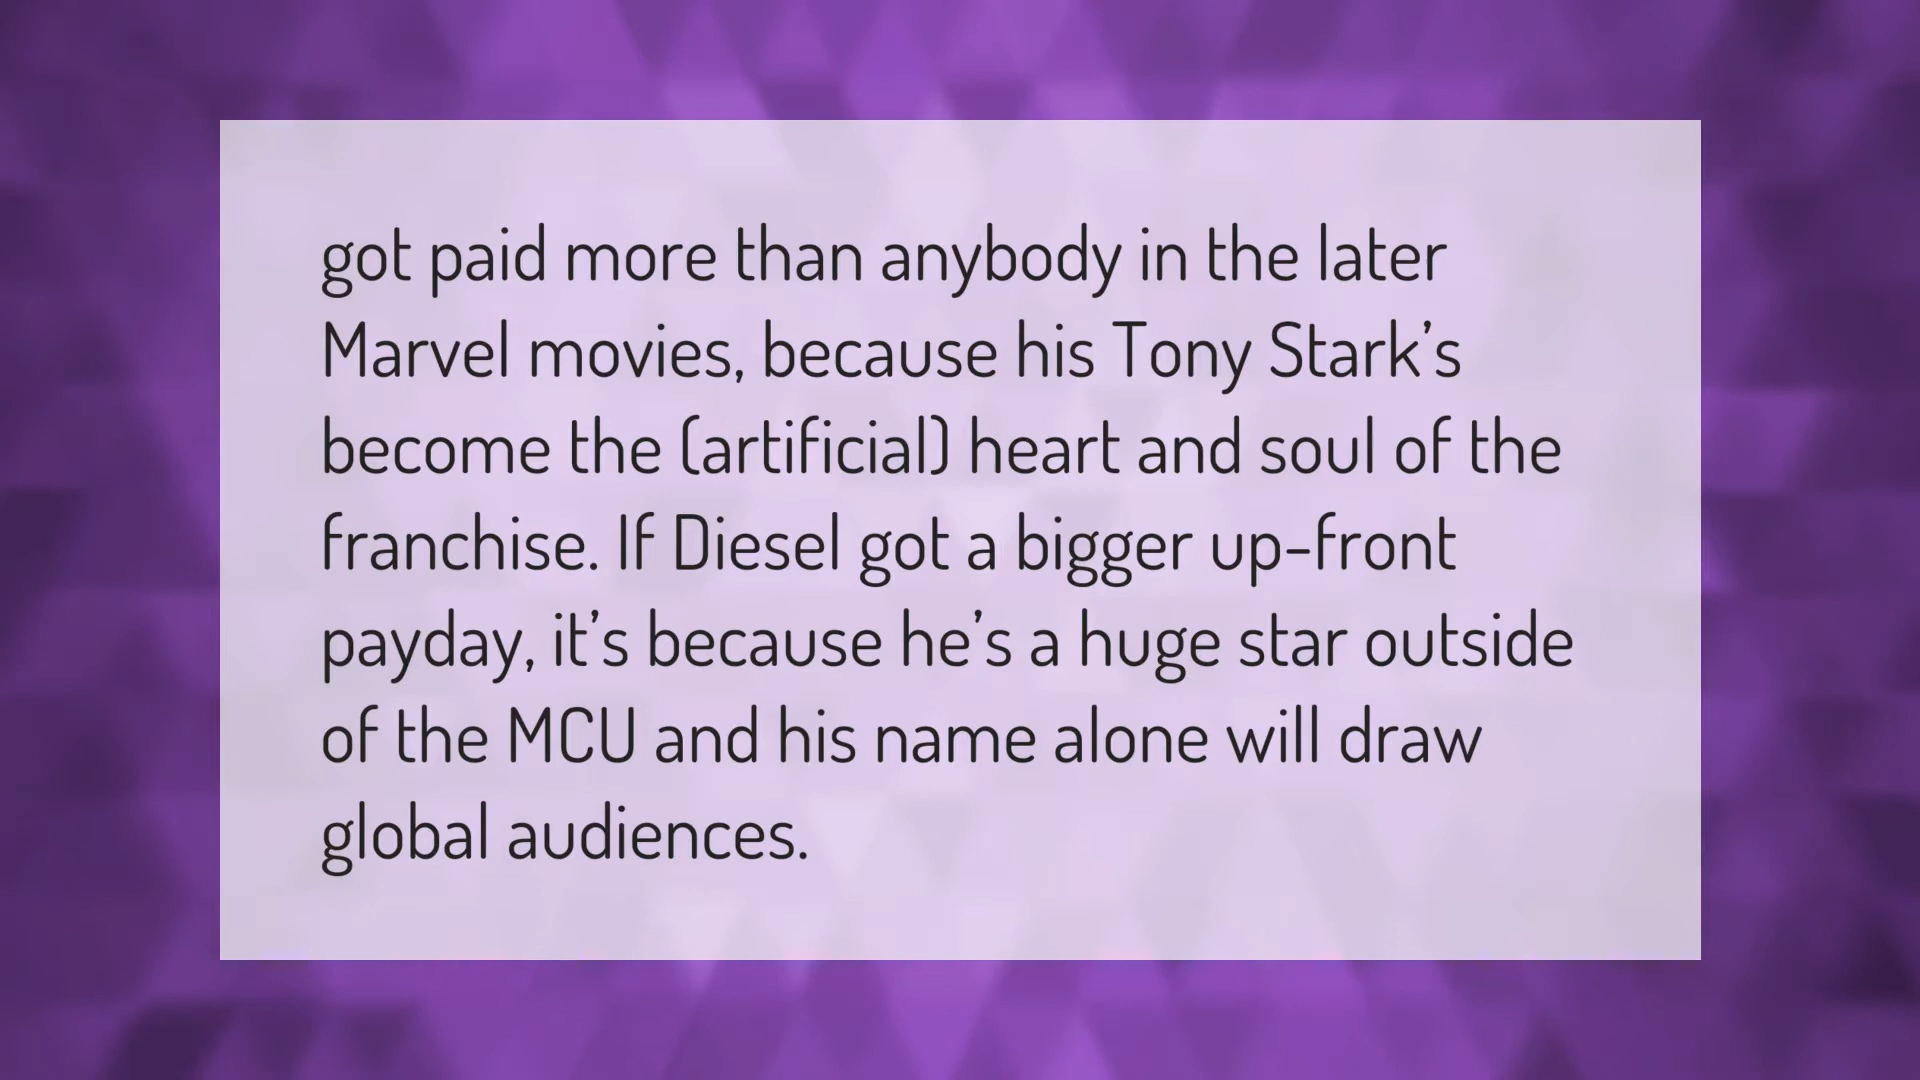 got paid more than anybody in the later
Marvel movies, because his Tony Stark’s
become the (artificial) heart and soul of the
franchise. If Diesel got a bigger up-front
payday, it’s because he’s a huge star outside
of the MCU and his name alone will draw
global audiences.